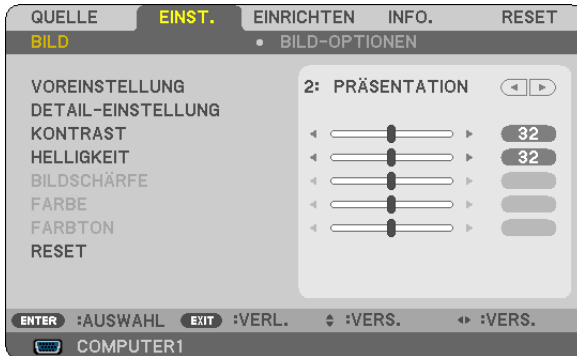 QUELLE EINST. EINRICHTEN INFO. RESET
BILD • BILD-OPTIONEN
VOREINSTELLUNG 2: PRÄSENTATION
DETAIL-EINSTELLUNG
KONTRAST 32
HELLIGKEIT 32
BILDSCHÄRFE
FARBE
FARBTON
RESET
ENTER :AUSWAHL EXIT :VERL. :VERS. :VERS.
COMPUTER1